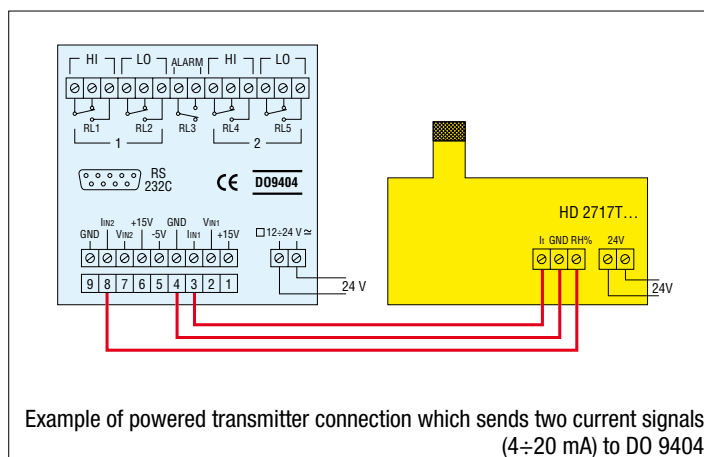 HI LO ALARM HI LO
RL1 RL2 RL3 RL4 RL5
1 2
RS
232C
CE DO9404
HD 2717T...
GND IIN2 VIN2 +15V -5V GND IIN1 VIN1 +15V
12÷24 V ≃
9 8 7 6 5 4 3 2 1
24 V
It GND RH% 24V
24V
Example of powered transmitter connection which sends two current signals
(4÷20 mA) to DO 9404